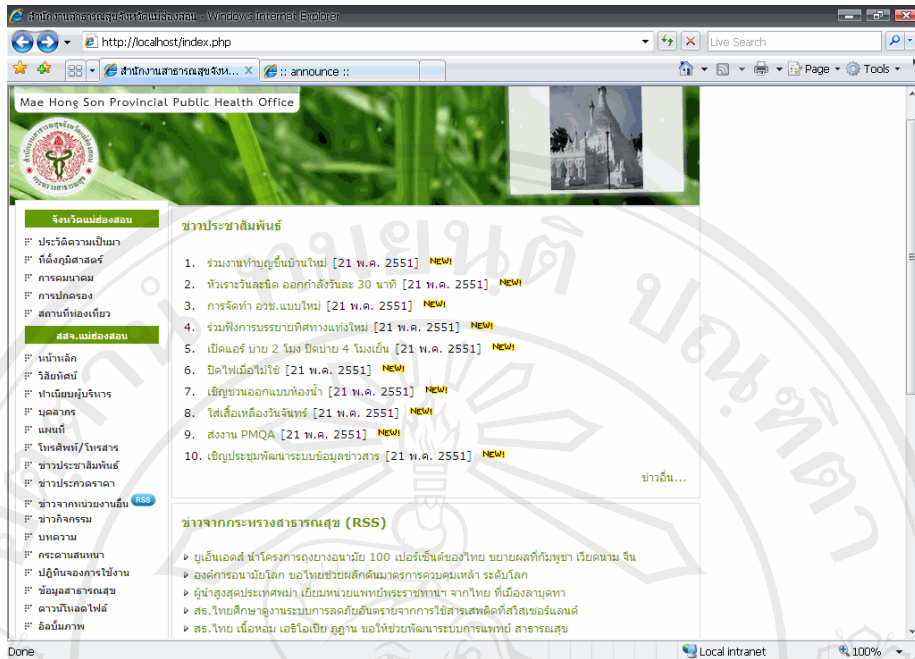 สำนักงานสาธารณสุขจังหวัดแม่ฮ่องสอน - Windows Internet Explorer
http://localhost/index.php
Live Search
สำนักงานสาธารณสุขจังห...
:: announce ::
Page
Tools
Mae Hong Son Provincial Public Health Office
จังหวัดแม่ฮ่องสอน
ประวัติความเป็นมา
ที่ตั้งภูมิศาสตร์
การคมนาคม
การปกครอง
สถานที่ท่องเที่ยว
สสจ.แม่ฮ่องสอน
หน้าหลัก
วิสัยทัศน์
ทำเนียบผู้บริหาร
บุคลากร
แผนที่
โทรศัพท์/โทรสาร
ข่าวประชาสัมพันธ์
ข่าวประกวดราคา
ข่าวจากหน่วยงานอื่น RSS
ข่าวกิจกรรม
บทความ
กระดานสนทนา
ปฏิทินจองการใช้งาน
ข้อมูลสาธารณสุข
ดาวน์โหลดไฟล์
อัลบั้มภาพ
ข่าวประชาสัมพันธ์
1. ร่วมงานทำบุญขึ้นบ้านใหม่ [21 พ.ค. 2551] NEW!
2. หัวเราะวันละนิด ออกกำลังวันละ 30 นาที [21 พ.ค. 2551] NEW!
3. การจัดทำ อวช.แบบใหม่ [21 พ.ค. 2551] NEW!
4. ร่วมฟังการบรรยายทิศทางแท่งใหม่ [21 พ.ค. 2551] NEW!
5. เปิดแอร์ บ่าย 2 โมง ปิดบ่าย 4 โมงเย็น [21 พ.ค. 2551] NEW!
6. ปิดไฟเมื่อไม่ใช้ [21 พ.ค. 2551] NEW!
7. เชิญชวนออกแบบห้องน้ำ [21 พ.ค. 2551] NEW!
8. ใส่เสื้อเหลืองวันจันทร์ [21 พ.ค. 2551] NEW!
9. ส่งงาน PMQA [21 พ.ค. 2551] NEW!
10. เชิญประชุมพัฒนาระบบข้อมูลข่าวสาร [21 พ.ค. 2551] NEW!
ข่าวอื่น...
ข่าวจากกระทรวงสาธารณสุข (RSS)
ยูเอ็นเอดส์ นำโครงการถุงยางอนามัย 100 เปอร์เซ็นต์ของไทย ขยายผลที่กัมพูชา เวียดนาม จีน
องค์การอนามัยโลก ขอไทยช่วยผลักดันมาตรการควบคุมเหล้า ระดับโลก
ผู้นำสูงสุดประเทศพม่า เยี่ยมหน่วยแพทย์พระราชทานฯ จากไทย ที่เมืองลาบุตทา
สธ.ไทยศึกษาดูงานระบบการลดภัยอันตรายจากการใช้สารเสพติดที่สวิสเซอร์แลนด์
สธ.ไทย เนื้อหอม เอธิโอเปีย ภูฏาน ขอให้ช่วยพัฒนาระบบการแพทย์ สาธารณสุข
Done
Local intranet
100%